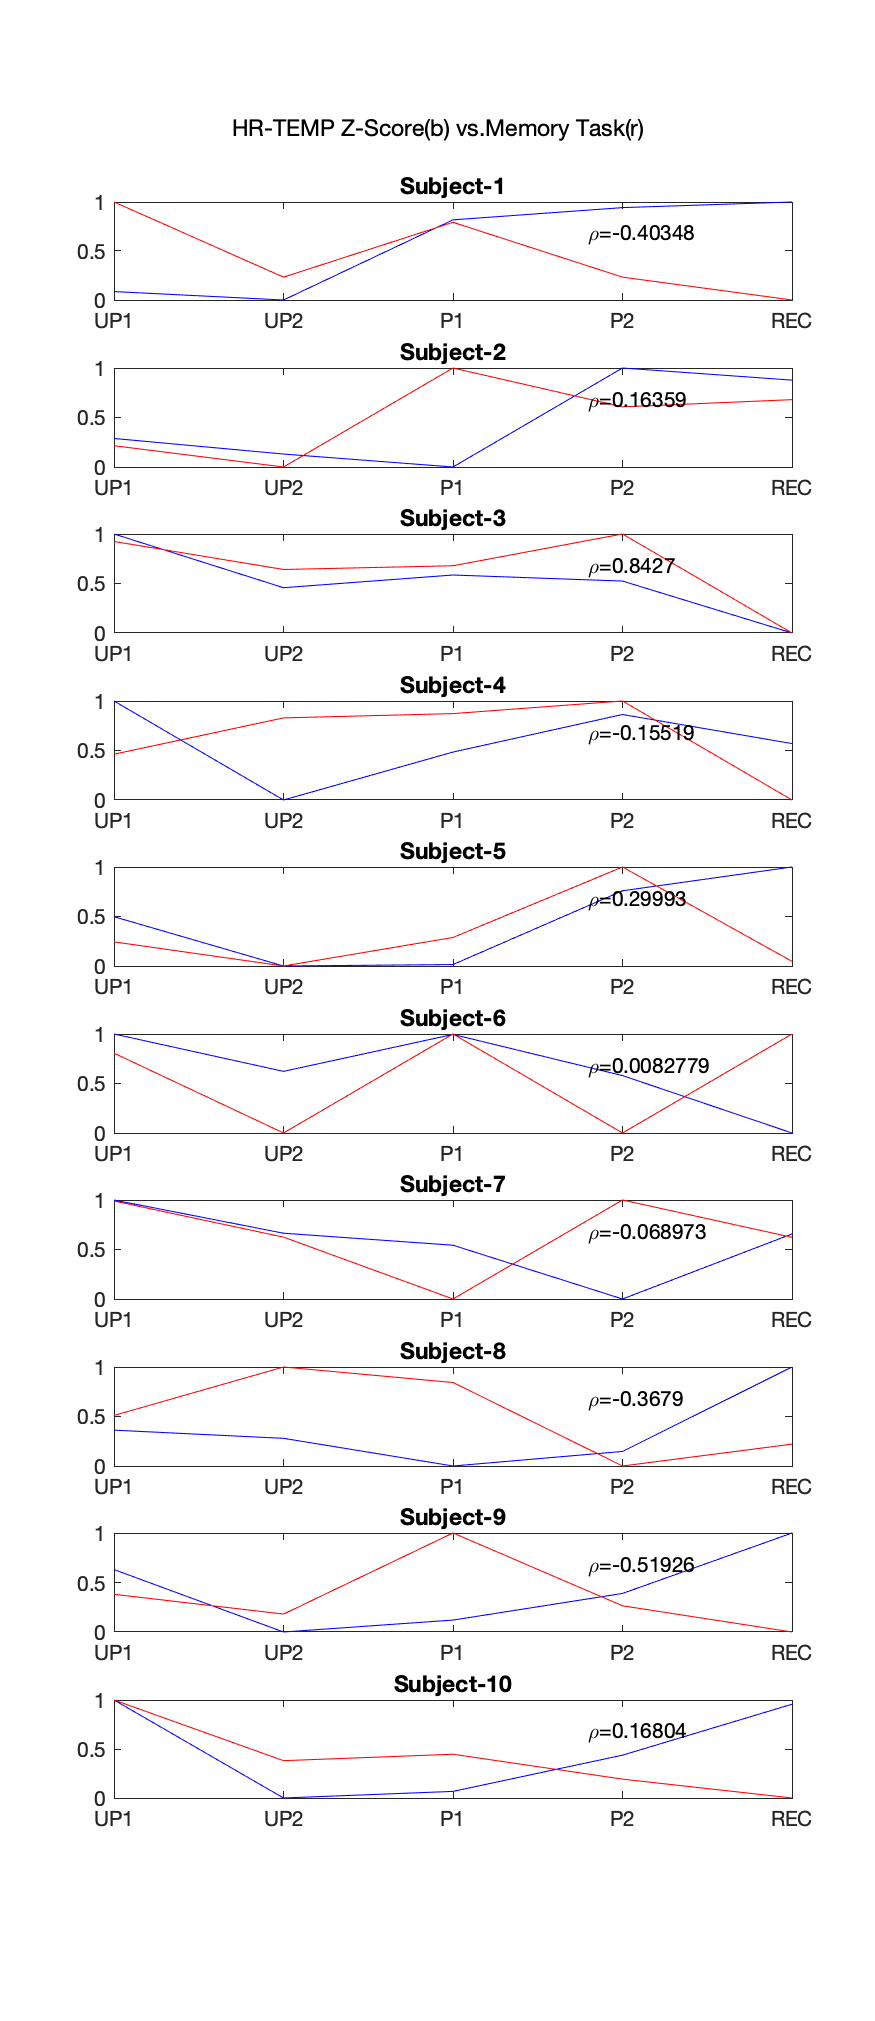 HR-TEMP Z-Score(b) vs.Memory Task(r)
Subject-1
1
0.5
0
ρ=-0.40348
UP1 UP2 P1 P2 REC
Subject-2
1
0.5
0
ρ=0.16359
UP1 UP2 P1 P2 REC
Subject-3
1
0.5
0
ρ=0.8427
UP1 UP2 P1 P2 REC
Subject-4
1
0.5
0
ρ=-0.15519
UP1 UP2 P1 P2 REC
Subject-5
1
0.5
0
ρ=0.29993
UP1 UP2 P1 P2 REC
Subject-6
1
0.5
0
ρ=0.0082779
UP1 UP2 P1 P2 REC
Subject-7
1
0.5
0
ρ=-0.068973
UP1 UP2 P1 P2 REC
Subject-8
1
0.5
0
ρ=-0.3679
UP1 UP2 P1 P2 REC
Subject-9
1
0.5
0
ρ=-0.51926
UP1 UP2 P1 P2 REC
Subject-10
1
0.5
0
ρ=0.16804
UP1 UP2 P1 P2 REC